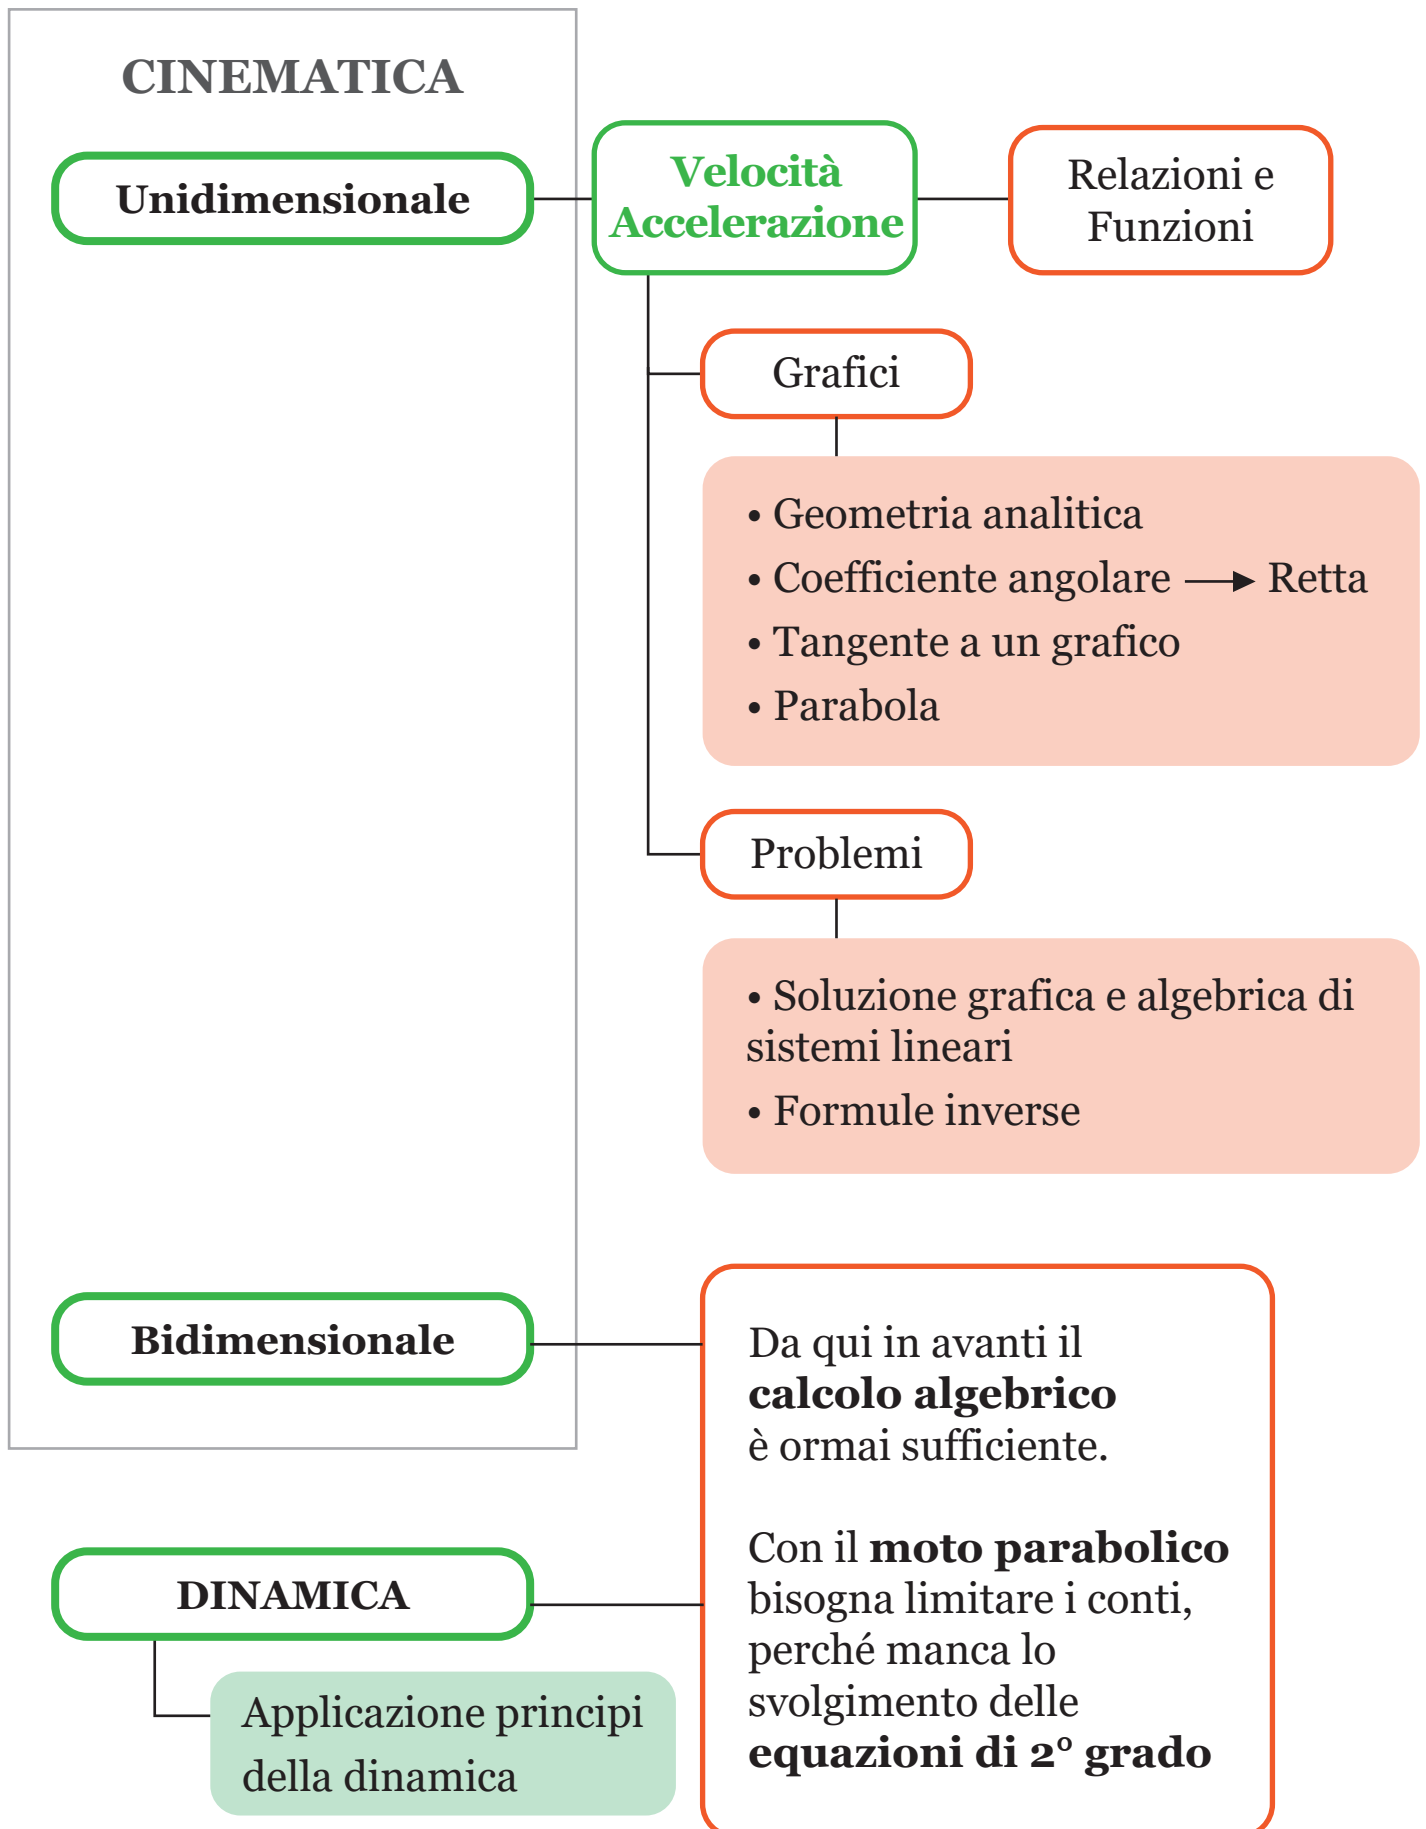 CINEMATICA
Unidimensionale
Velocità
Accelerazione
Relazioni e
Funzioni
Grafici
• Geometria analitica
• Coefficiente angolare → Retta
• Tangente a un grafico
• Parabola
Problemi
• Soluzione grafica e algebrica di
sistemi lineari
• Formule inverse
Bidimensionale
Da qui in avanti il
calcolo algebrico
è ormai sufficiente.
Con il moto parabolico
bisogna limitare i conti,
perché manca lo
svolgimento delle
equazioni di 2° grado
DINAMICA
Applicazione principi
della dinamica